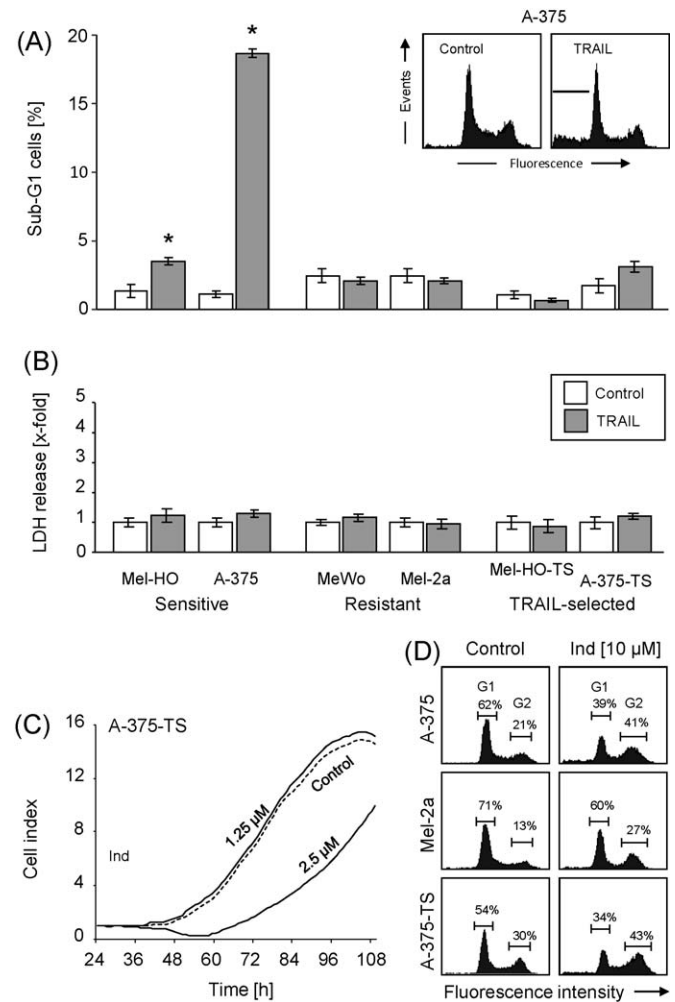 (A)
A-375
Sub-G1 cells [%]
20
15
10
5
0
*
*
Events
Control
TRAIL
Fluorescence
(B)
LDH release [x-fold]
5
4
3
2
1
0
Control
TRAIL
Mel-HO A-375 MeWo Mel-2a Mel-HO-TS A-375-TS
Sensitive Resistant TRAIL-selected
(C)
A-375-TS
Cell index
16
12
8
4
0
Ind
1.25 µM
Control
2.5 µM
24 36 48 60 72 84 96 108
Time [h]
(D)
Control Ind [10 µM]
A-375
G1
62%
G2
21%
G1
39%
G2
41%
Mel-2a
71%
13%
60%
27%
A-375-TS
54%
30%
34%
43%
Fluorescence intensity